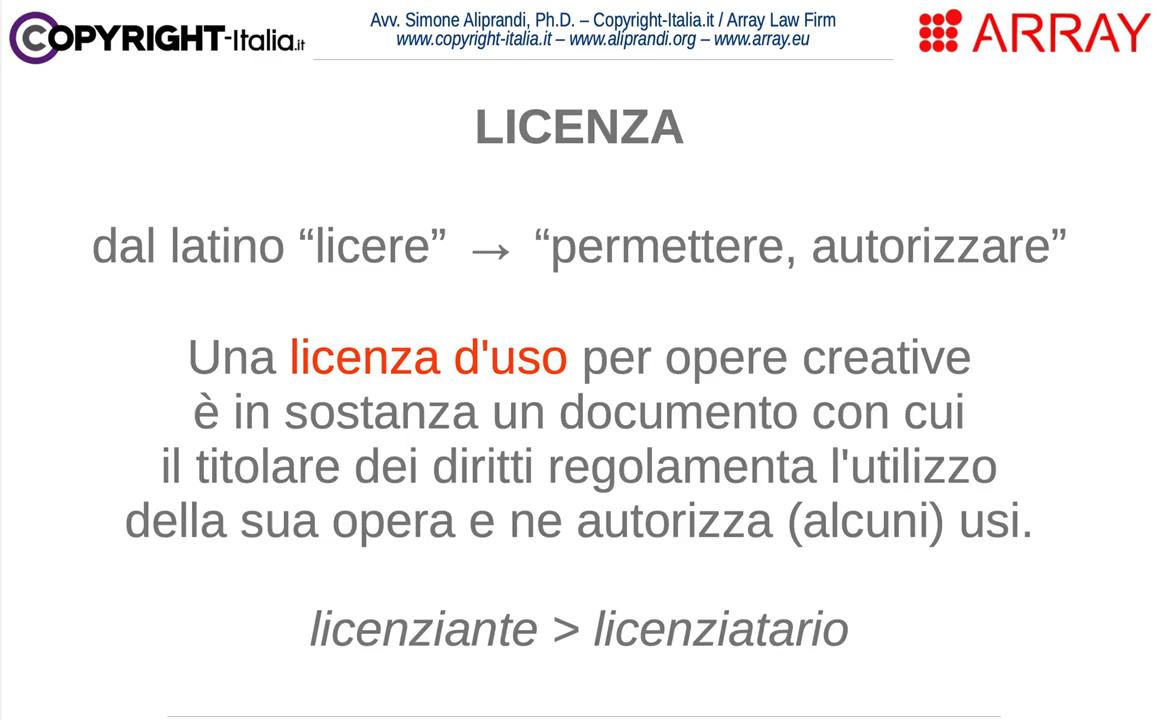 COPYRIGHT-Italia.it
Avv. Simone Aliprandi, Ph.D. – Copyright-Italia.it / Array Law Firm
www.copyright-italia.it – www.aliprandi.org – www.array.eu
ARRAY
LICENZA
dal latino “licere” → “permettere, autorizzare”
Una licenza d'uso per opere creative
è in sostanza un documento con cui
il titolare dei diritti regolamenta l'utilizzo
della sua opera e ne autorizza (alcuni) usi.
licenziante > licenziatario